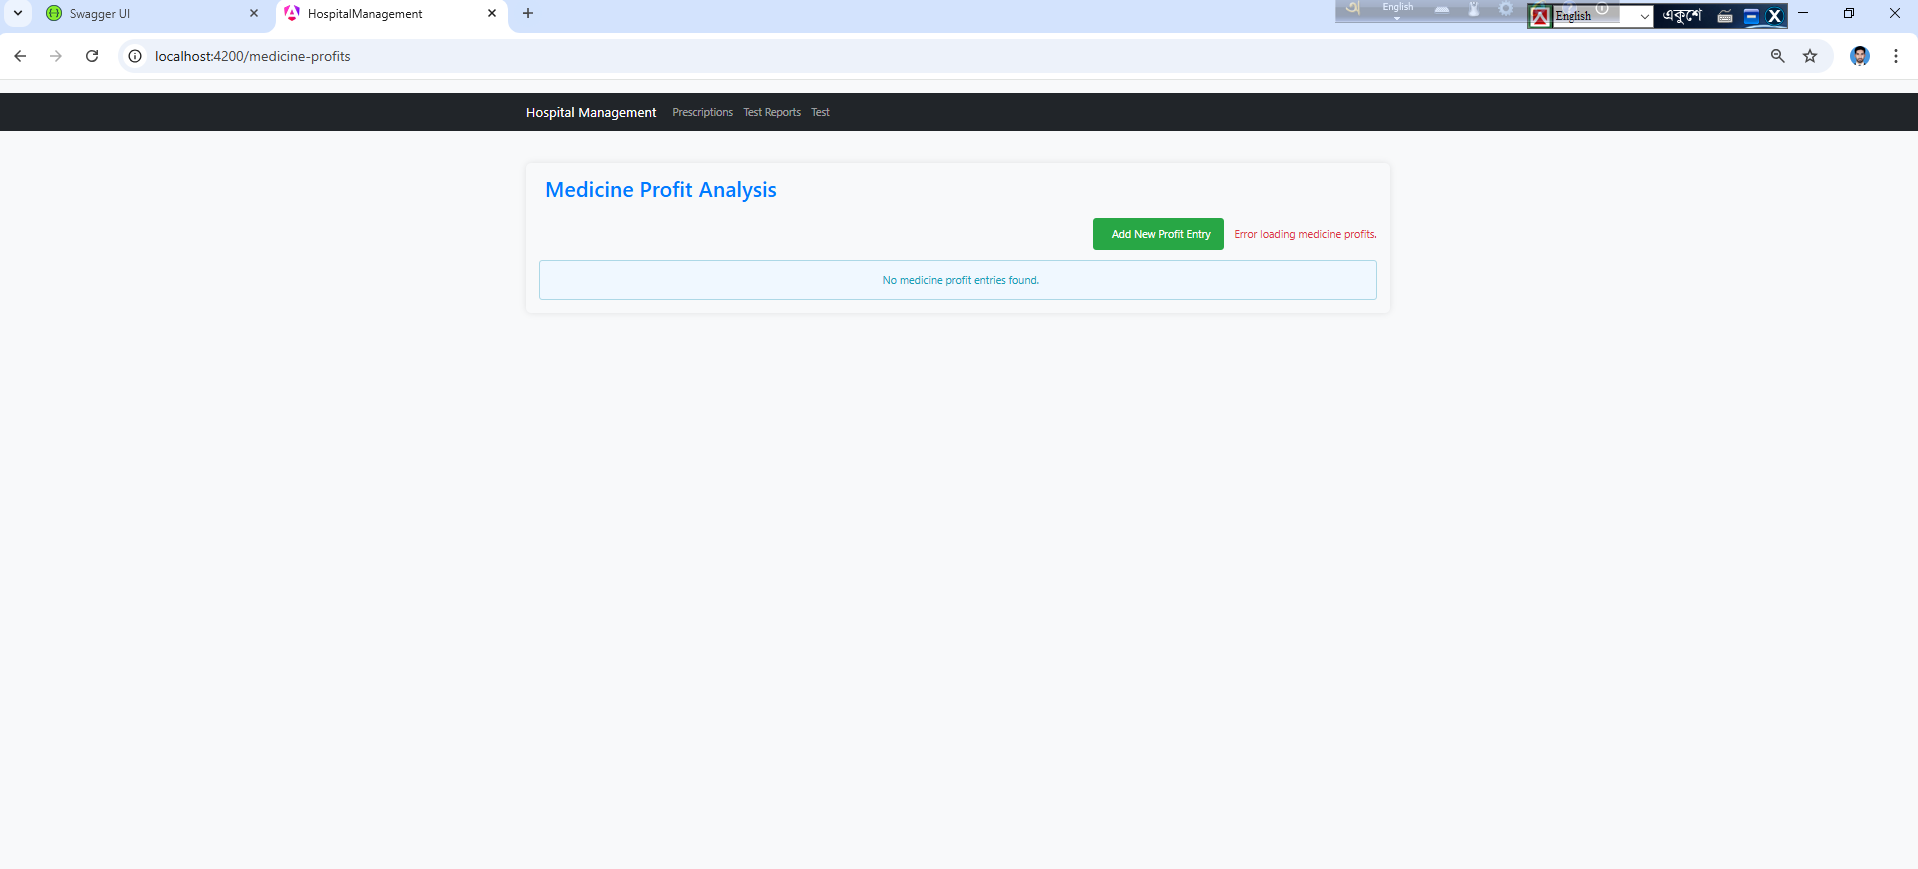 Swagger UI
HospitalManagement
English
English
একুশে
localhost:4200/medicine-profits
Hospital Management Prescriptions Test Reports Test
Medicine Profit Analysis
Add New Profit Entry Error loading medicine profits.
No medicine profit entries found.